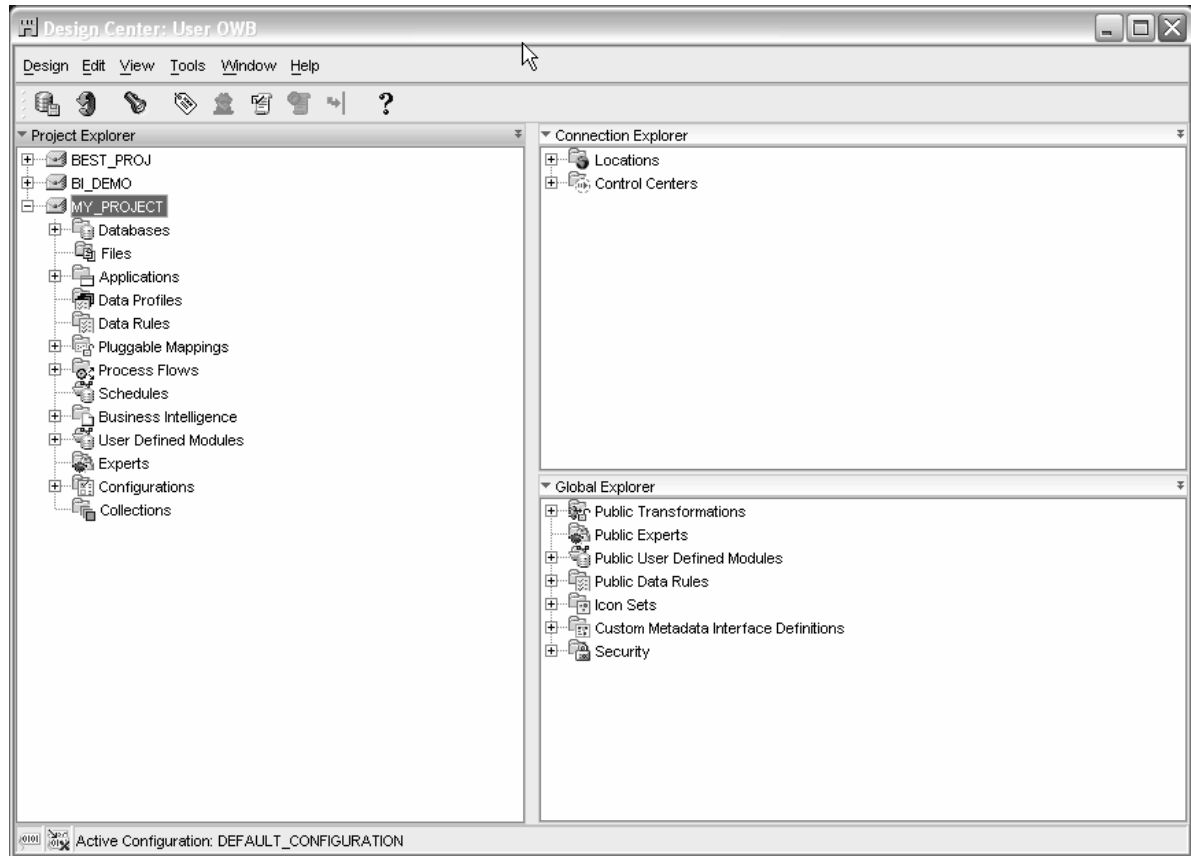 Design Center: User OWB
Design Edit View Tools Window Help
?
Project Explorer
BEST_PROJ
BI_DEMO
MY_PROJECT
Databases
Files
Applications
Data Profiles
Data Rules
Pluggable Mappings
Process Flows
Schedules
Business Intelligence
User Defined Modules
Experts
Configurations
Collections
Connection Explorer
Locations
Control Centers
Global Explorer
Public Transformations
Public Experts
Public User Defined Modules
Public Data Rules
Icon Sets
Custom Metadata Interface Definitions
Security
Active Configuration: DEFAULT_CONFIGURATION